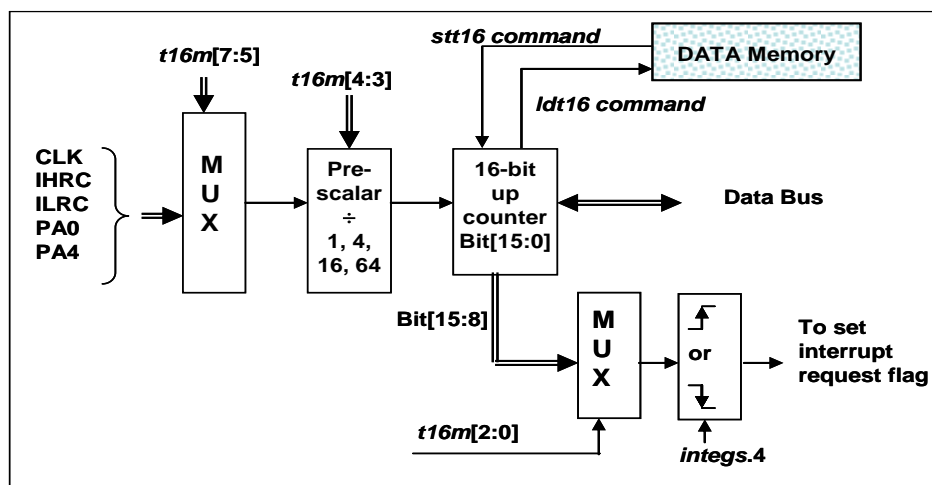 stt16 command
DATA Memory
t16m[7:5]
t16m[4:3]
ldt16 command
CLK
IHRC
ILRC
PA0
PA4
M
U
X
Pre-
scalar
÷
1, 4,
16, 64
16-bit
up
counter
Bit[15:0]
Data Bus
Bit[15:8]
M
U
X
or
To set
interrupt
request flag
t16m[2:0]
integs.4